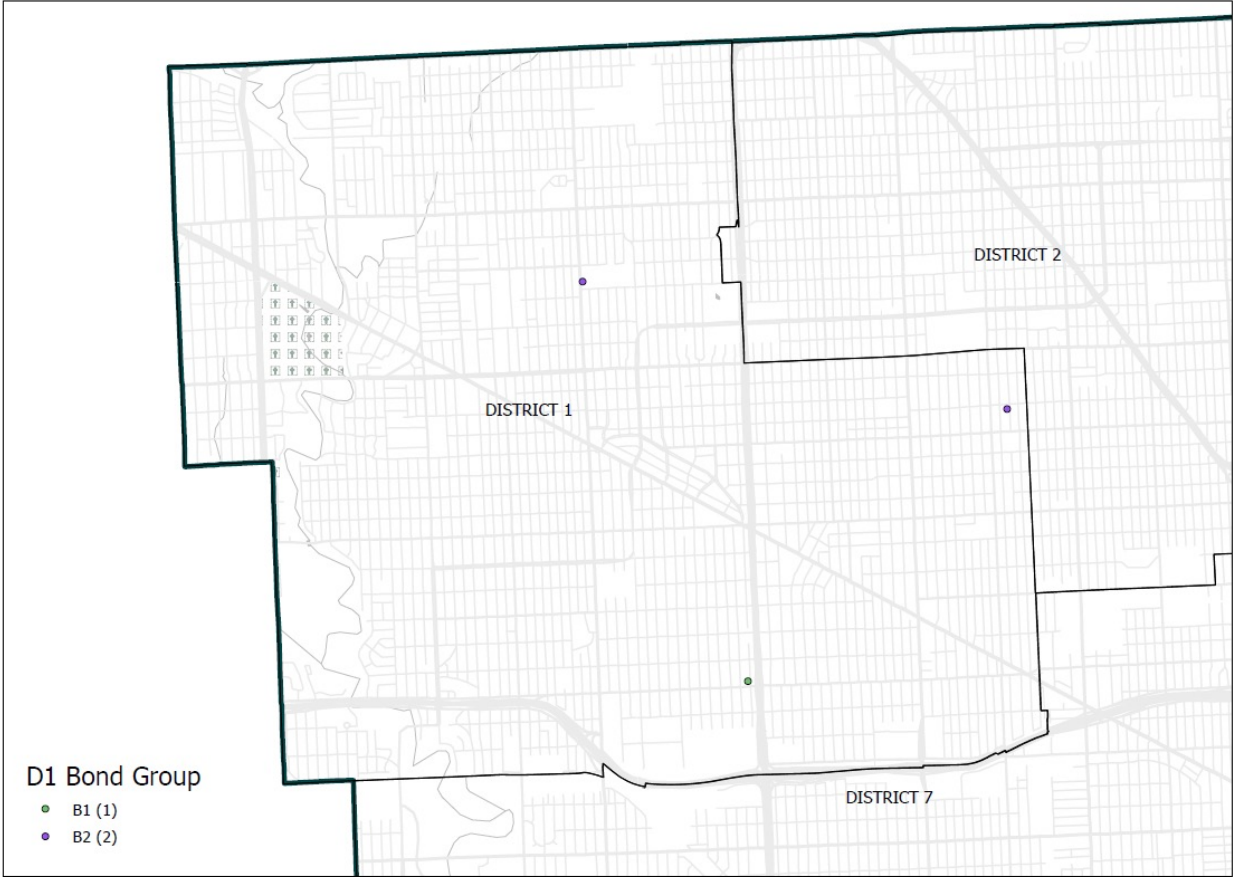 DISTRICT 2
DISTRICT 1
DISTRICT 7
D1 Bond Group
B1 (1)
B2 (2)